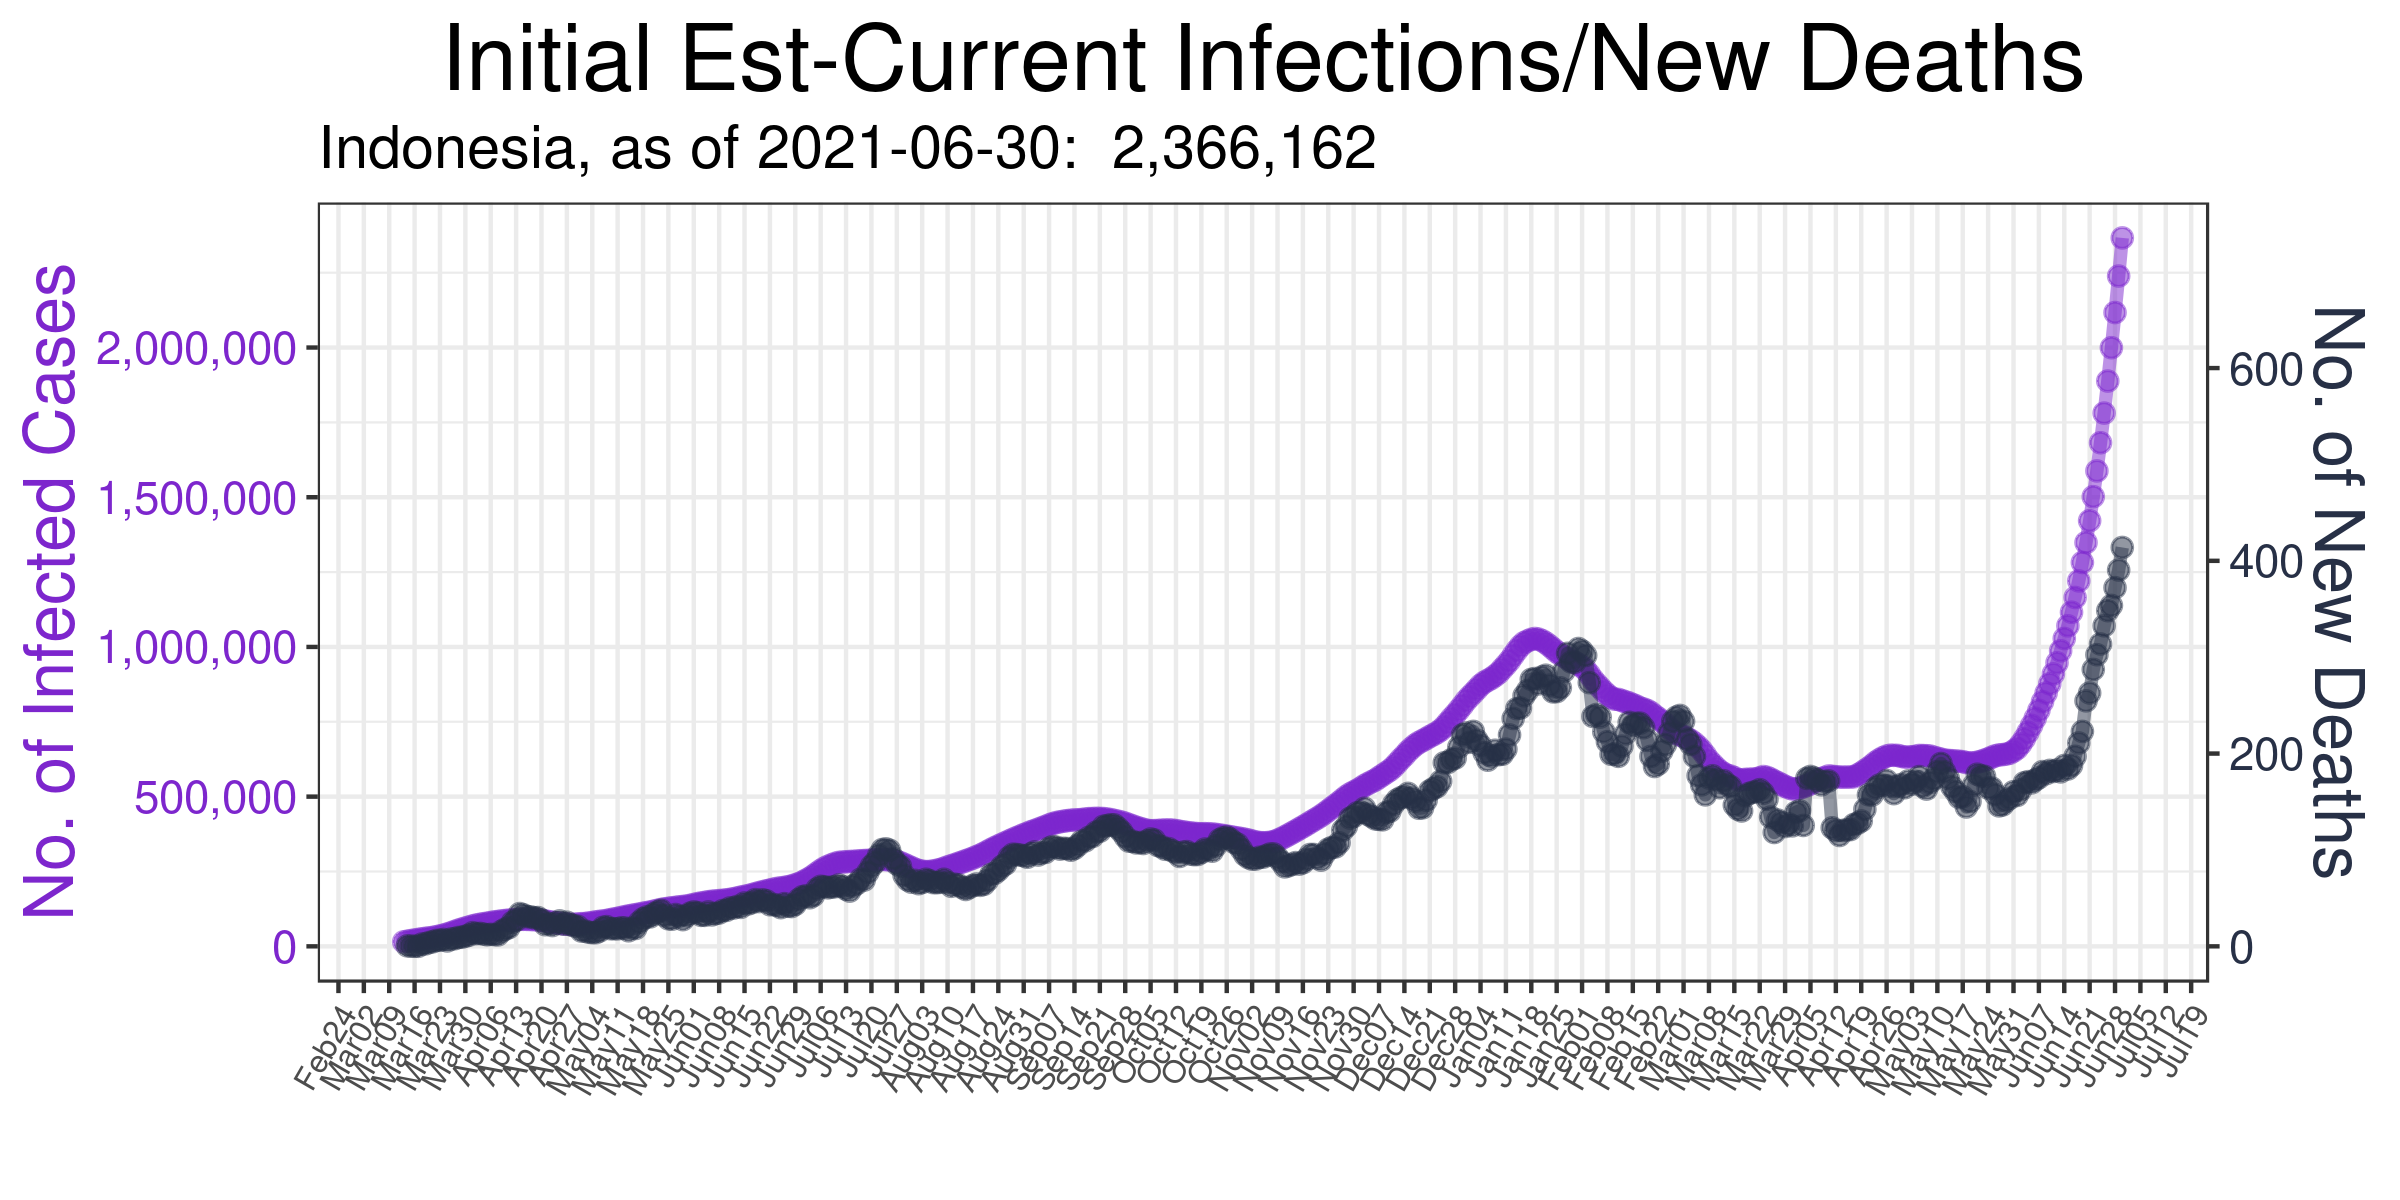 Initial Est-Current Infections/New Deaths
Indonesia, as of 2021-06-30:  2,366,162
No. of Infected Cases
2,000,000
1,500,000
1,000,000
500,000
0
600
400
200
0
No. of New Deaths
Feb24
Mar02
Mar09
Mar16
Mar23
Mar30
Apr06
Apr13
Apr20
Apr27
May04
May11
May18
May25
Jun01
Jun08
Jun15
Jun22
Jun29
Jul06
Jul13
Jul20
Jul27
Aug03
Aug10
Aug17
Aug24
Aug31
Sep07
Sep14
Sep21
Sep28
Oct05
Oct12
Oct19
Oct26
Nov02
Nov09
Nov16
Nov23
Nov30
Dec07
Dec14
Dec21
Dec28
Jan04
Jan11
Jan18
Jan25
Feb01
Feb08
Feb15
Feb22
Mar01
Mar08
Mar15
Mar22
Mar29
Apr05
Apr12
Apr19
Apr26
May03
May10
May17
May24
May31
Jun07
Jun14
Jun21
Jun28
Jul05
Jul12
Jul19